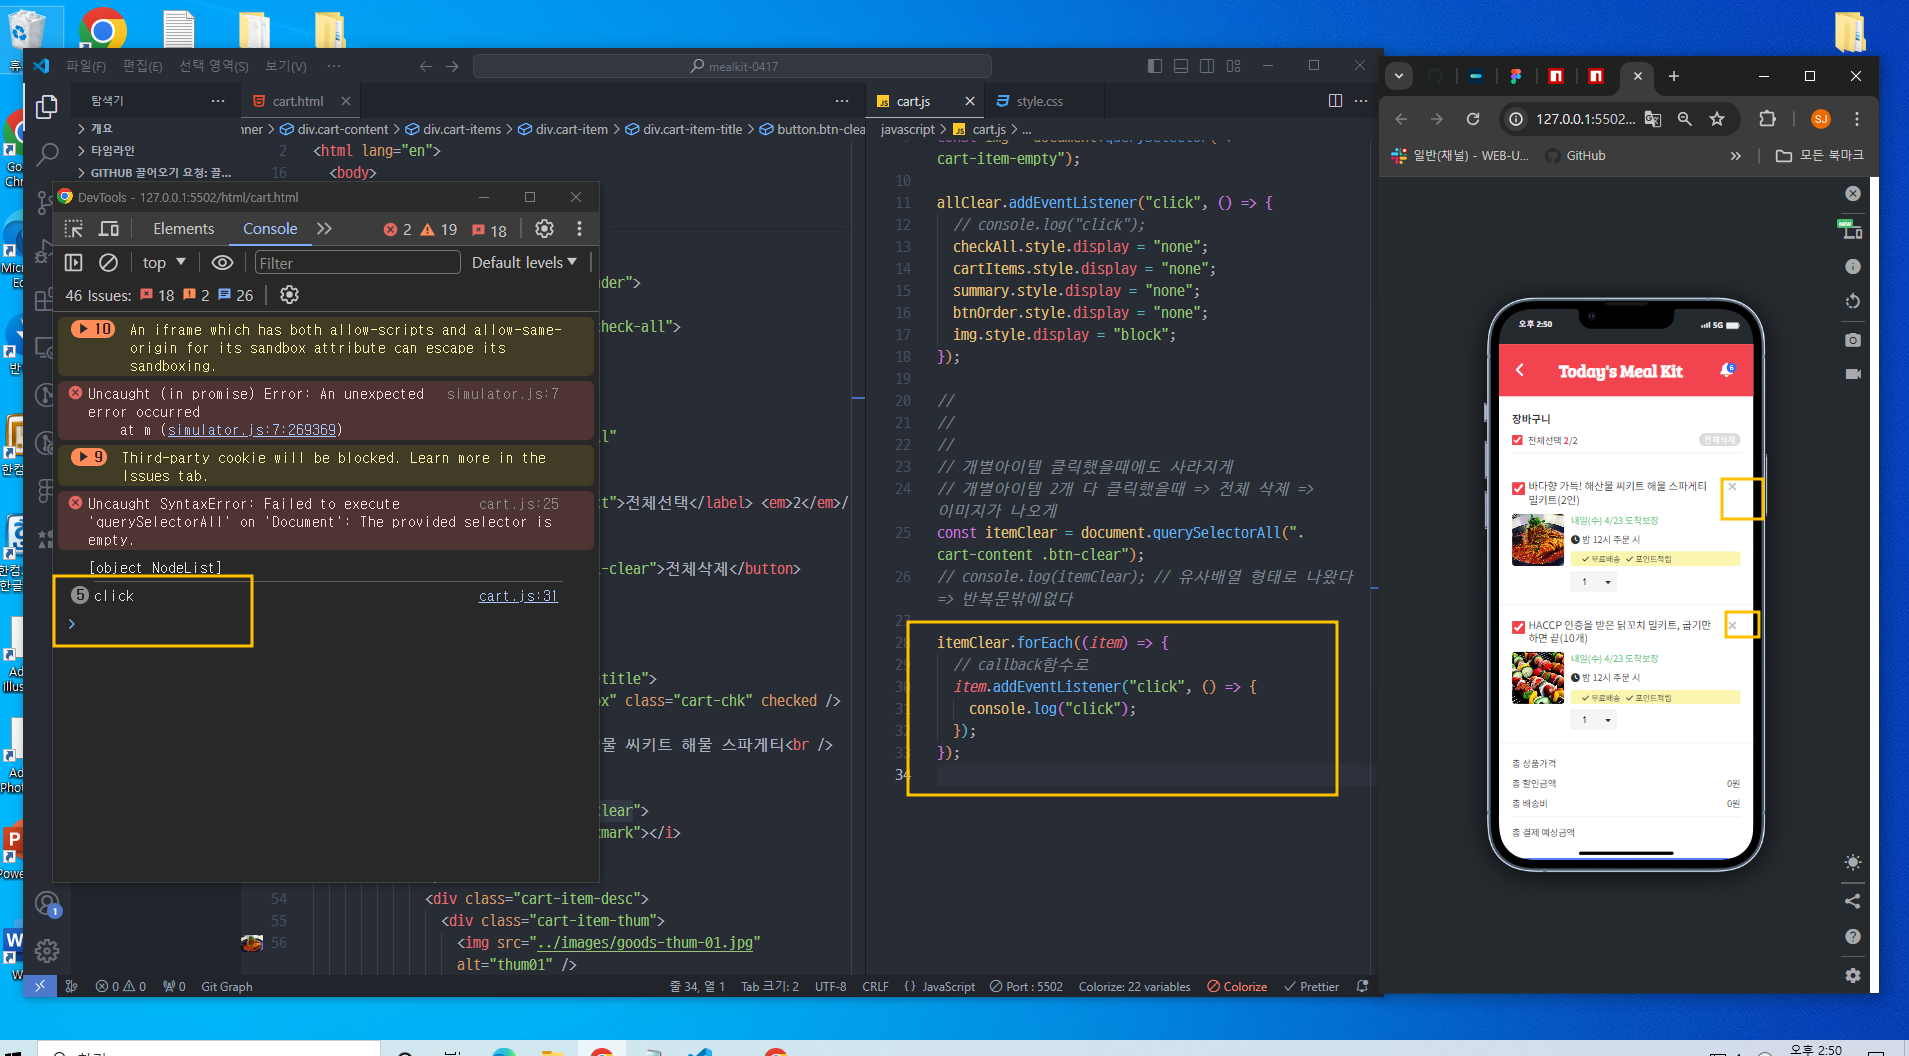 파일(F) 편집(E) 선택 영역(S) 보기(V) ···
mealkit-0417
탐색기
개요
타임라인
GITHUB 끌어오기 요청: 끌...
cart.html
nner > div.cart-content > div.cart-items > div.cart-item > div.cart-item-title > button.btn-clea
2 <html lang="en">
16 <body>
DevTools - 127.0.0.1:5502/html/cart.html
Elements Console
2 19 18
top Filter Default levels
46 Issues: 18 2 26
10 An iframe which has both allow-scripts and allow-same-
origin for its sandbox attribute can escape its
sandboxing.
Uncaught (in promise) Error: An unexpected simulator.js:7
error occurred
at m (simulator.js:7:269369)
9 Third-party cookie will be blocked. Learn more in the
Issues tab.
Uncaught SyntaxError: Failed to execute cart.js:25
'querySelectorAll' on 'Document': The provided selector is
empty.
[object NodeList]
5 click cart.js:31
>
der">
heck-all">
ll"
ct">전체선택</label> <em>2</em>/
l-clear">전체삭제</button>
-title">
ox" class="cart-chk" checked />
물 씨키트 해물 스파게티<br />
clear">
kmark"></i>
54 <div class="cart-item-desc">
55 <div class="cart-item-thum">
56 <img src="../images/goods-thum-01.jpg"
alt="thum01" />
cart.js style.css
javascript > cart.js > ...
cart-item-empty");
10
11 allClear.addEventListener("click", () => {
12 // console.log("click");
13 checkAll.style.display = "none";
14 cartItems.style.display = "none";
15 summary.style.display = "none";
16 btnOrder.style.display = "none";
17 img.style.display = "block";
18 });
19
20 //
21 //
22 //
23 // 개별아이템 클릭했을때에도 사라지게
24 // 개별아이템 2개 다 클릭했을때 => 전체 삭제 =>
이미지가 나오게
25 const itemClear = document.querySelectorAll(".
cart-content .btn-clear");
26 // console.log(itemClear); // 유사배열 형태로 나왔다
=> 반복문밖에없다
27
28 itemClear.forEach((item) => {
29 // callback함수로
30 item.addEventListener("click", () => {
31 console.log("click");
32 });
33 });
34
0 0 0 Git Graph
줄 34, 열 1 Tab 크기: 2 UTF-8 CRLF {} JavaScript Port : 5502 Colorize: 22 variables Colorize Prettier
127.0.0.1:5502...
SJ
일반(채널) - WEB-U... GitHub » 모든 북마크
NEW
오후 2:50 5G
Today's Meal Kit
6
장바구니
전체선택 2/2 전체삭제
바다향 가득! 해산물 씨키트 해물 스파게티
밀키트(2인)
내일(수) 4/23 도착보장
밤 12시 주문 시
무료배송 포인트적립
1
HACCP 인증을 받은 닭꼬치 밀키트, 굽기만
하면 끝(10개)
내일(수) 4/23 도착보장
밤 12시 주문 시
무료배송 포인트적립
1
총 상품가격
총 할인금액 0원
총 배송비 0원
총 결제 예상금액
오후 2:50